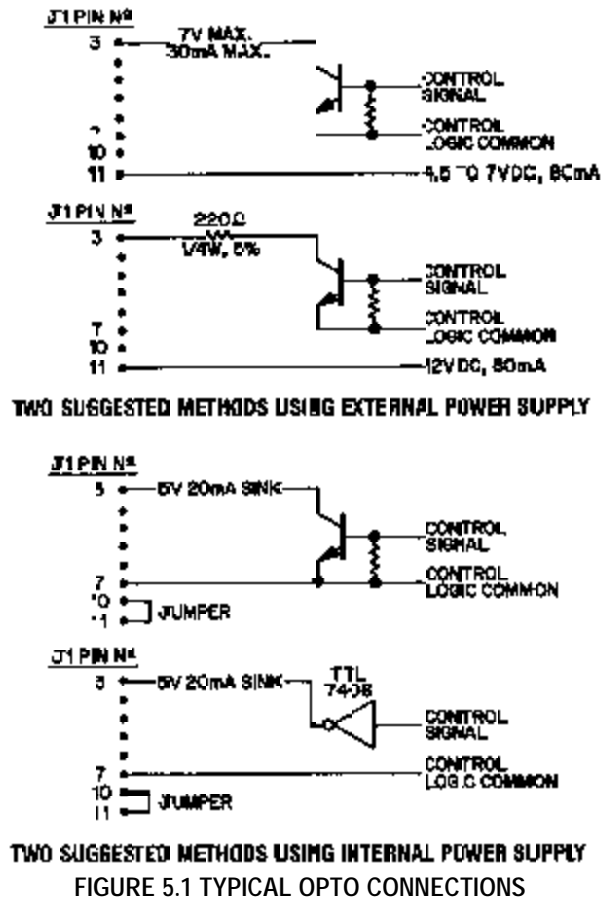 J1 PIN Nº
3
7V MAX.
30mA MAX.
CONTROL
SIGNAL
CONTROL
LOGIC COMMON
10
11
4.5 TO 7VDC, 80mA
J1 PIN Nº
3
220Ω
1/4W, 5%
CONTROL
SIGNAL
7
CONTROL
LOGIC COMMON
10
11
12VDC, 80mA
TWO SUGGESTED METHODS USING EXTERNAL POWER SUPPLY
J1 PIN Nº
5V 20mA SINK
CONTROL
SIGNAL
7
CONTROL
LOGIC COMMON
10
11
JUMPER
J1 PIN Nº
5V 20mA SINK
TTL
CONTROL
SIGNAL
7
CONTROL
LOGIC COMMON
10
11
JUMPER
TWO SUGGESTED METHODS USING INTERNAL POWER SUPPLY
FIGURE 5.1 TYPICAL OPTO CONNECTIONS